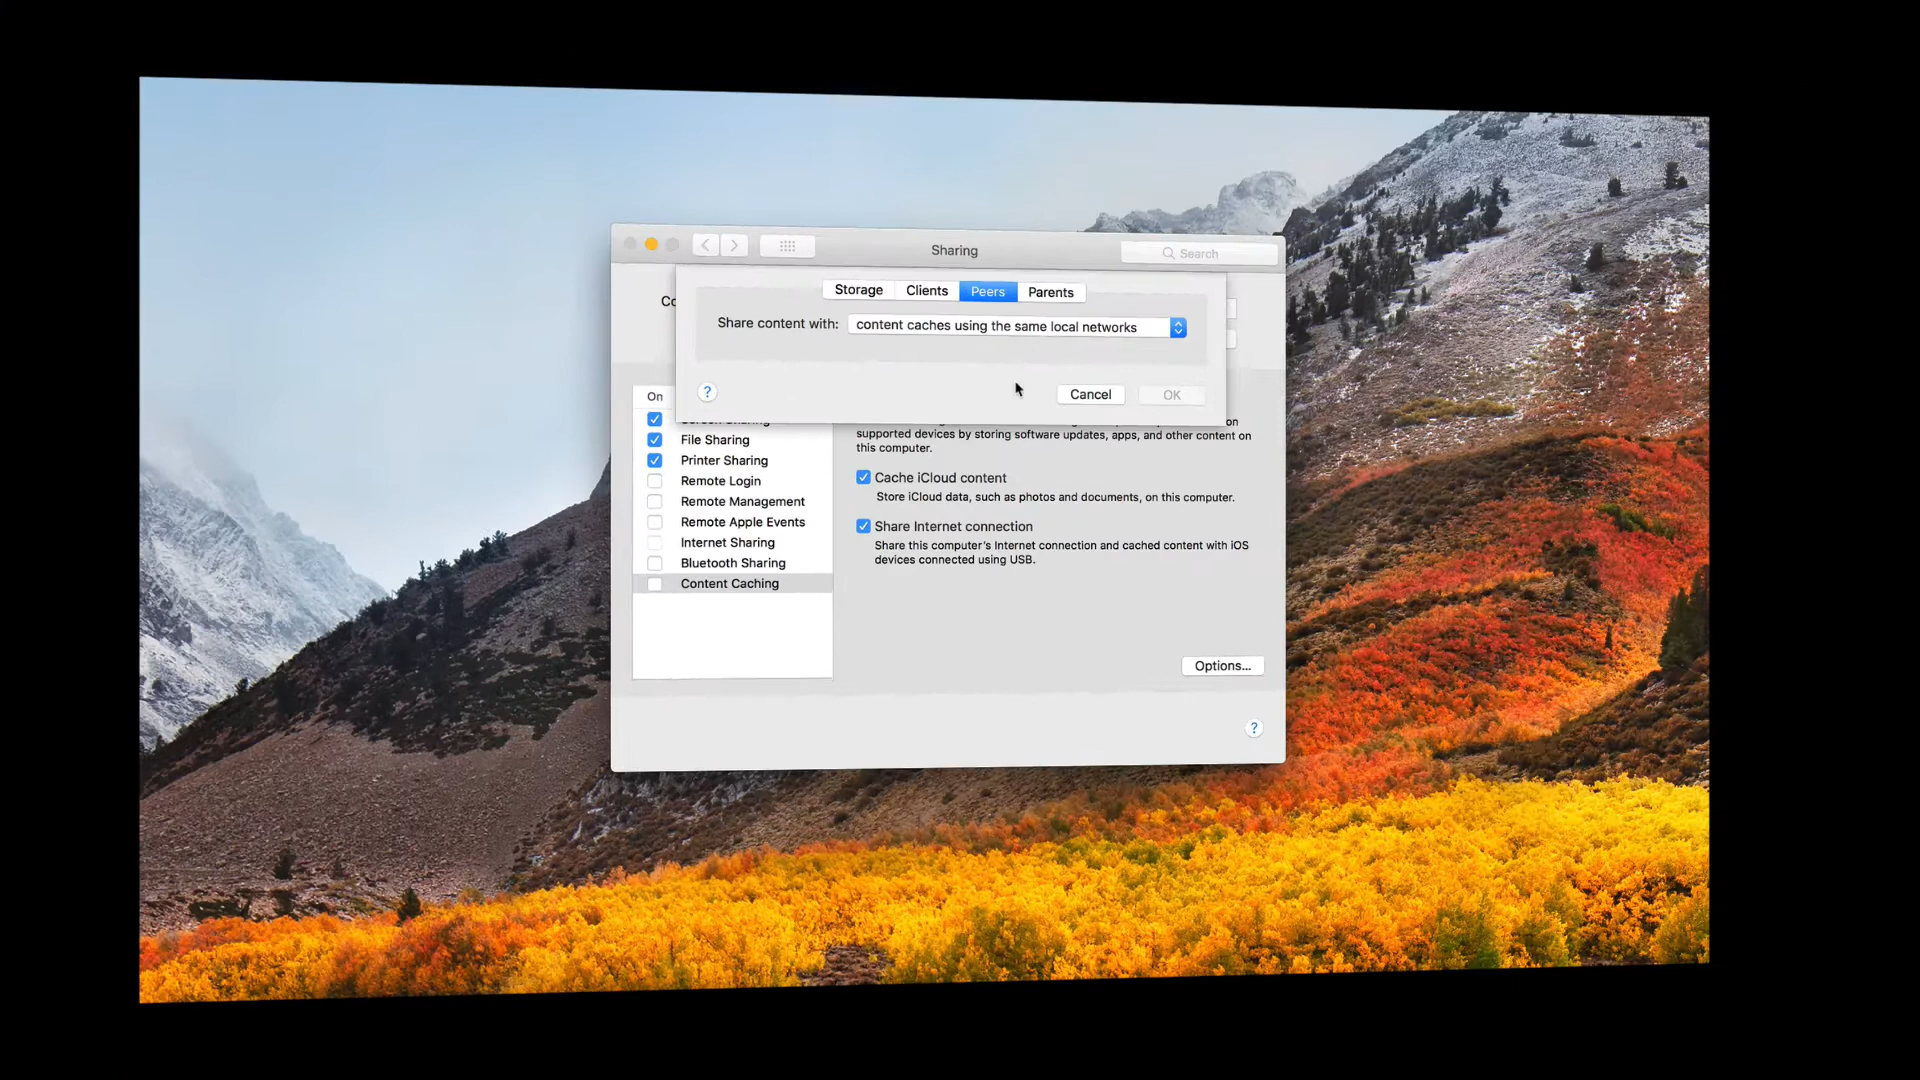 Sharing
Search
Storage Clients Peers Parents
Share content with: content caches using the same local networks
? Cancel OK
On
File Sharing
Printer Sharing
Remote Login
Remote Management
Remote Apple Events
Internet Sharing
Bluetooth Sharing
Content Caching
on
supported devices by storing software updates, apps, and other content on
this computer.
Cache iCloud content
Store iCloud data, such as photos and documents, on this computer.
Share Internet connection
Share this computer's Internet connection and cached content with iOS
devices connected using USB.
Options...
?